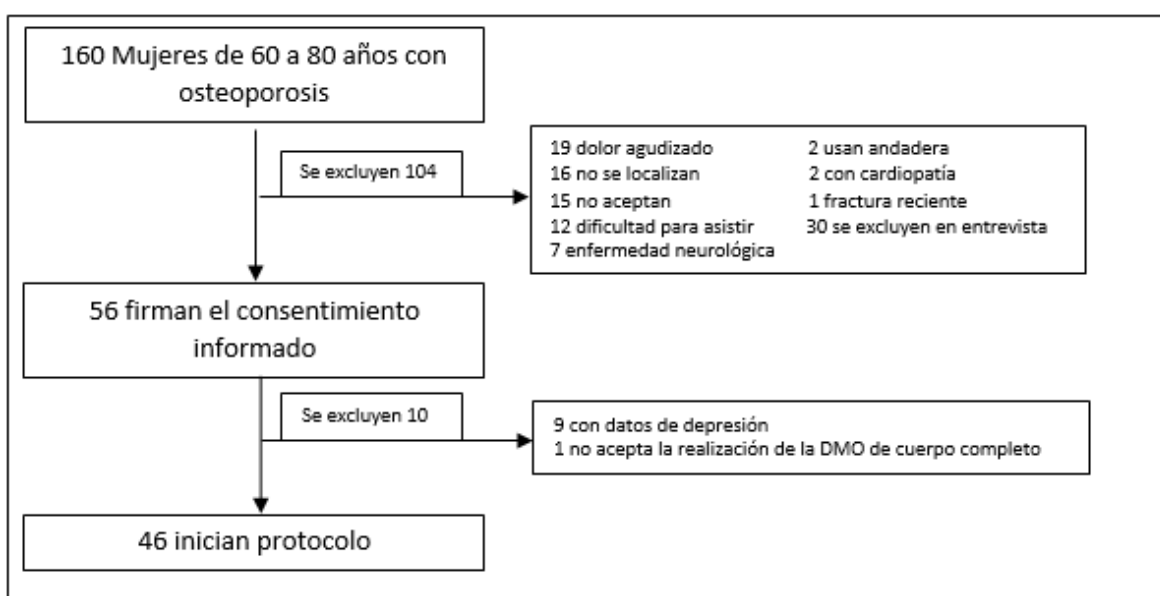 160 Mujeres de 60 a 80 años con
osteoporosis
Se excluyen 104
19 dolor agudizado
16 no se localizan
15 no aceptan
12 dificultad para asistir
7 enfermedad neurológica
2 usan andadera
2 con cardiopatía
1 fractura reciente
30 se excluyen en entrevista
56 firman el consentimiento
informado
Se excluyen 10
9 con datos de depresión
1 no acepta la realización de la DMO de cuerpo completo
46 inician protocolo